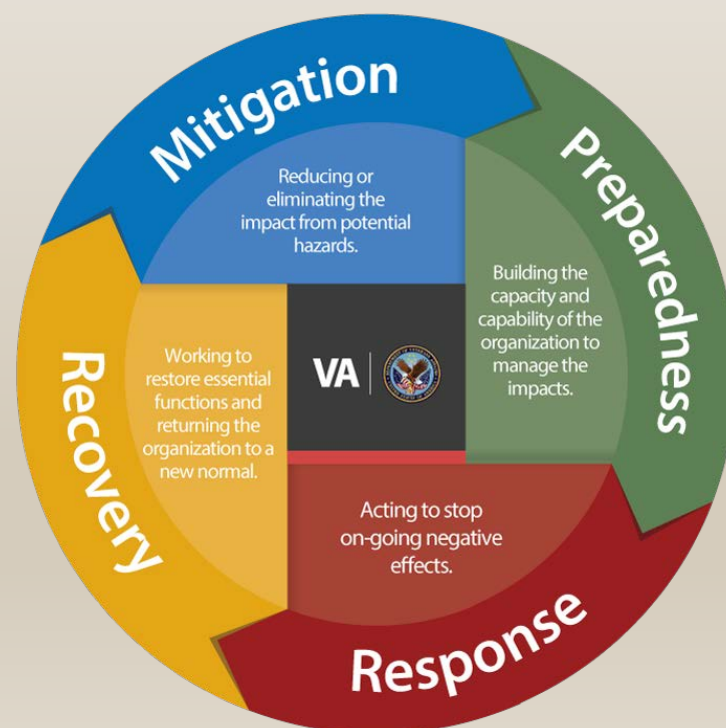 Mitigation
Reducing or
eliminating the
impact from potential
hazards.
Preparedness
Building the
capacity and
capability of the
organization to
manage the
impacts.
Response
Acting to stop
on-going negative
effects.
Recovery
Working to
restore essential
functions and
returning the
organization to a
new normal.
VA